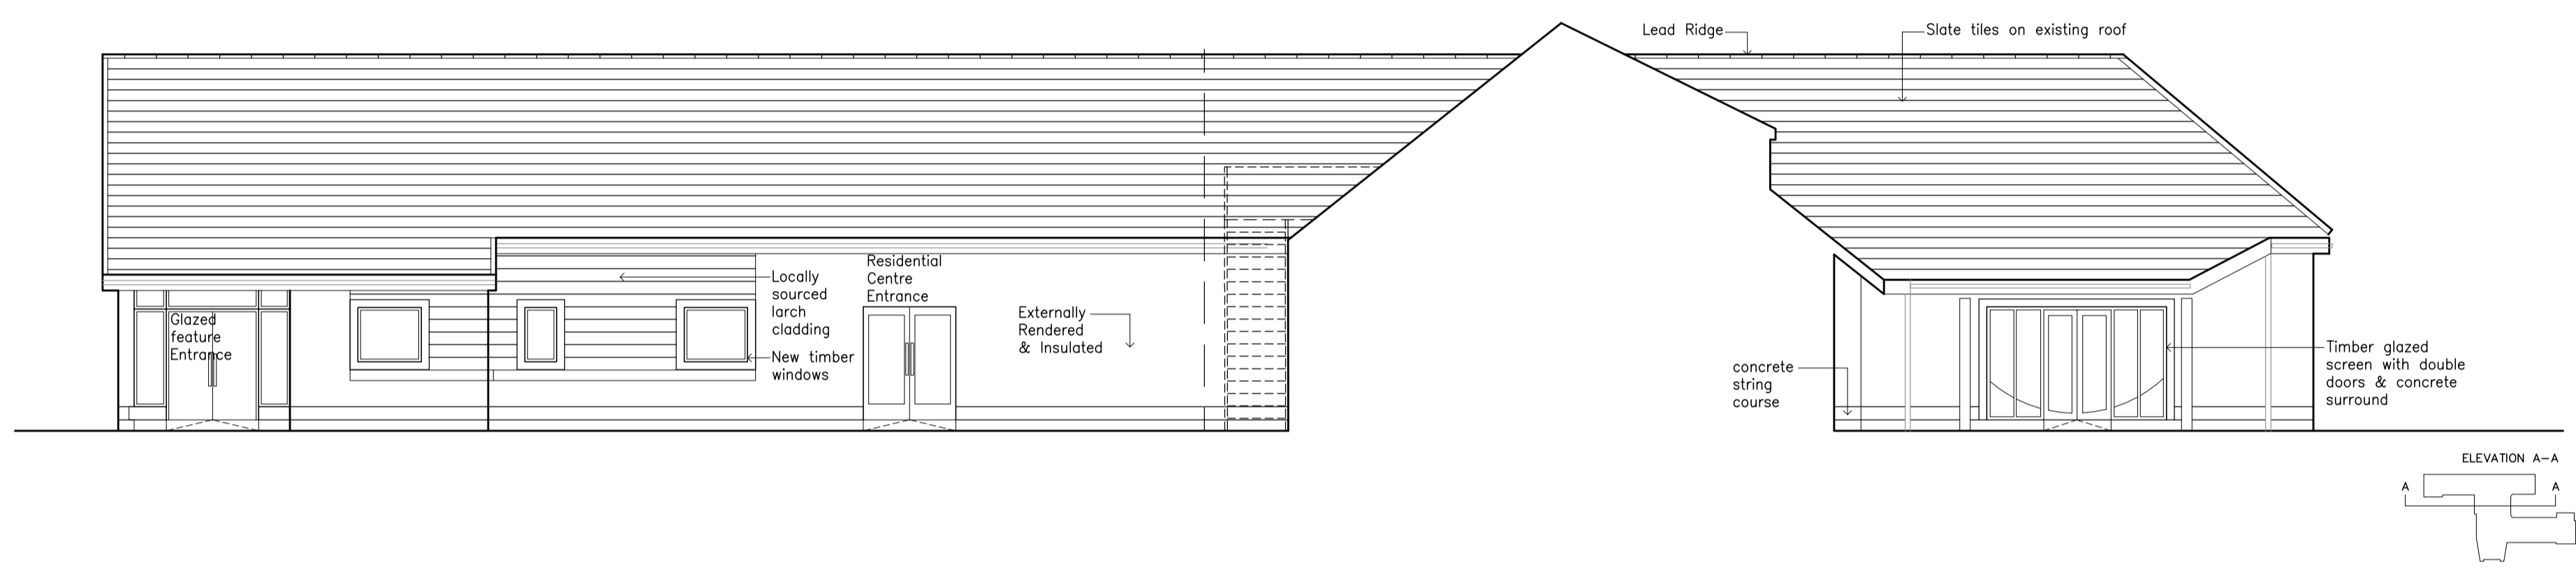 Lead Ridge
Slate tiles on existing roof
Glazed
feature
Entrance
Locally
sourced
larch
cladding
New timber
windows
Residential
Centre
Entrance
Externally
Rendered
& Insulated
concrete
string
course
Timber glazed
screen with double
doors & concrete
surround
ELEVATION A-A
A
A